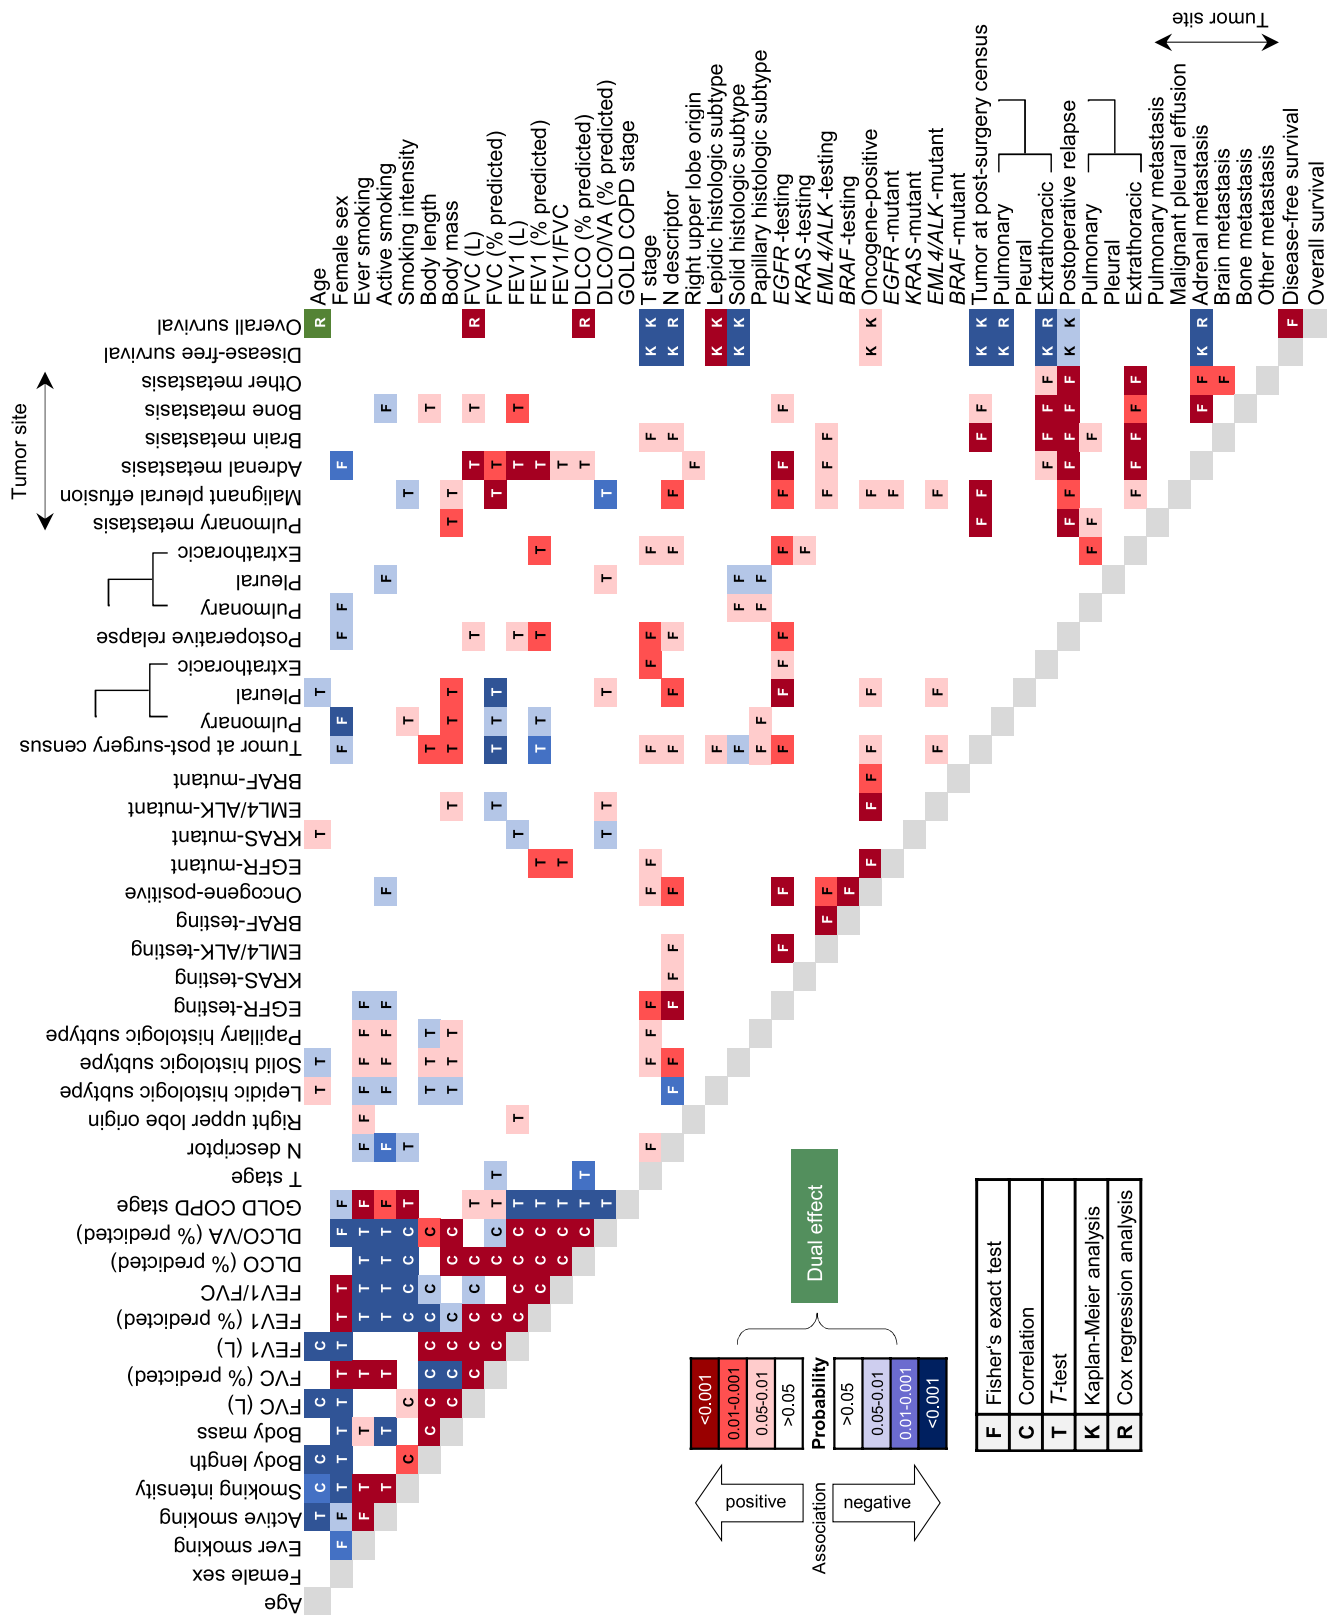 Tumor site
Age
Female sex
Ever smoking
Active smoking
Smoking intensity
Body length
Body mass
FVC (L)
FVC (% predicted)
FEV1 (L)
FEV1 (% predicted)
FEV1/FVC
DLCO (% predicted)
DLCO/VA (% predicted)
GOLD COPD stage
T stage
N descriptor
Right upper lobe origin
Lepidic histologic subtype
Solid histologic subtype
Papillary histologic subtype
EGFR-testing
KRAS-testing
EML4/ALK-testing
BRAF-testing
Oncogene-positive
EGFR-mutant
KRAS-mutant
EML4/ALK-mutant
BRAF-mutant
Tumor at post-surgery census
Pulmonary
Pleural
Extrathoracic
Postoperative relapse
Pulmonary
Pleural
Extrathoracic
Pulmonary metastasis
Malignant pleural effusion
Adrenal metastasis
Brain metastasis
Bone metastasis
Other metastasis
Disease-free survival
Overall survival
Tumor site
Overall survival R R R K R K K K K R R K R F
Disease-free survival K K K K K K K K K K
Other metastasis F F F F F
Bone metastasis F T T T F F F F F F
Brain metastasis F F F F F F F F
Adrenal metastasis F T T T T T T F F F F F F
Malignant pleural effusion T T T T F F F F F F F F F
Pulmonary metastasis T F F F
Extrathoracic T F F F F F
Pleural F T F F
Pulmonary F F F
Postoperative relapse F T T T F F F
Extrathoracic F F
Pleural T T T T F F F F
Pulmonary F T T T T F
Tumor at post-surgery census F T T T T F F F F F F F F
BRAF-mutant F
EML4/ALK-mutant T T T F
KRAS-mutant T T T
EGFR-mutant T T F F
Oncogene-positive F F F F F F
BRAF-testing F
EML4/ALK-testing F F
KRAS-testing F
EGFR-testing F F F F
Papillary histologic subtype F F T T F
Solid histologic subtype T F F T T F F
Lepidic histologic subtype T F F T T F
Right upper lobe origin F T
N descriptor F F T F
T stage T T
GOLD COPD stage F F F T T T T T T T T
DLCO/VA (% predicted) F T T C C C C C C C C
DLCO (% predicted) T T C C C C C C C
FEV1/FVC T T T C C C C C
FEV1 (% predicted) T T T C C C C C C
FEV1 (L) C T C C C C
FVC (% predicted) T T T C C C
FVC (L) C T C C C
Body mass T T T C
Body length C T C
Smoking intensity C T T T
Active smoking T F F
Ever smoking F
Female sex
Age
Association
positive
negative
<0.001
0.01-0.001
0.05-0.01
>0.05
Probability
>0.05
0.05-0.01
0.01-0.001
<0.001
Dual effect
F Fisher's exact test
C Correlation
T T-test
K Kaplan-Meier analysis
R Cox regression analysis